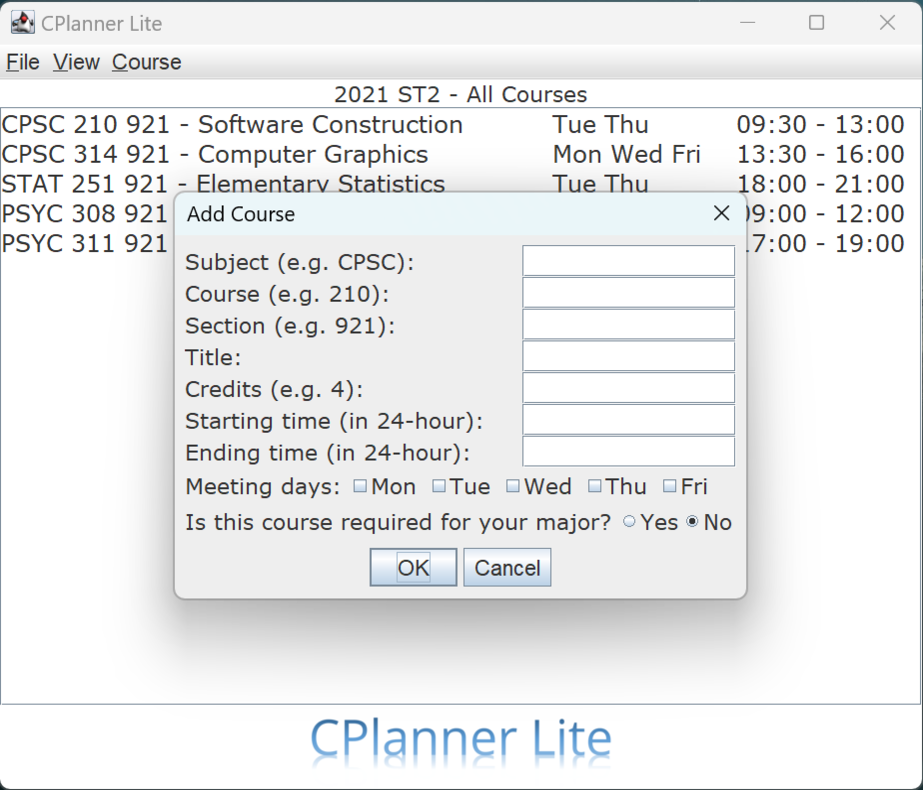 CPlanner Lite
File View Course
2021 ST2 - All Courses
CPSC 210 921 - Software Construction Tue Thu 09:30 - 13:00
CPSC 314 921 - Computer Graphics Mon Wed Fri 13:30 - 16:00
STAT 251 921 - Elementary Statistics Tue Thu 18:00 - 21:00
PSYC 308 921 09:00 - 12:00
PSYC 311 921 17:00 - 19:00
Add Course
Subject (e.g. CPSC):
Course (e.g. 210):
Section (e.g. 921):
Title:
Credits (e.g. 4):
Starting time (in 24-hour):
Ending time (in 24-hour):
Meeting days: Mon Tue Wed Thu Fri
Is this course required for your major? Yes No
OK Cancel
CPlanner Lite